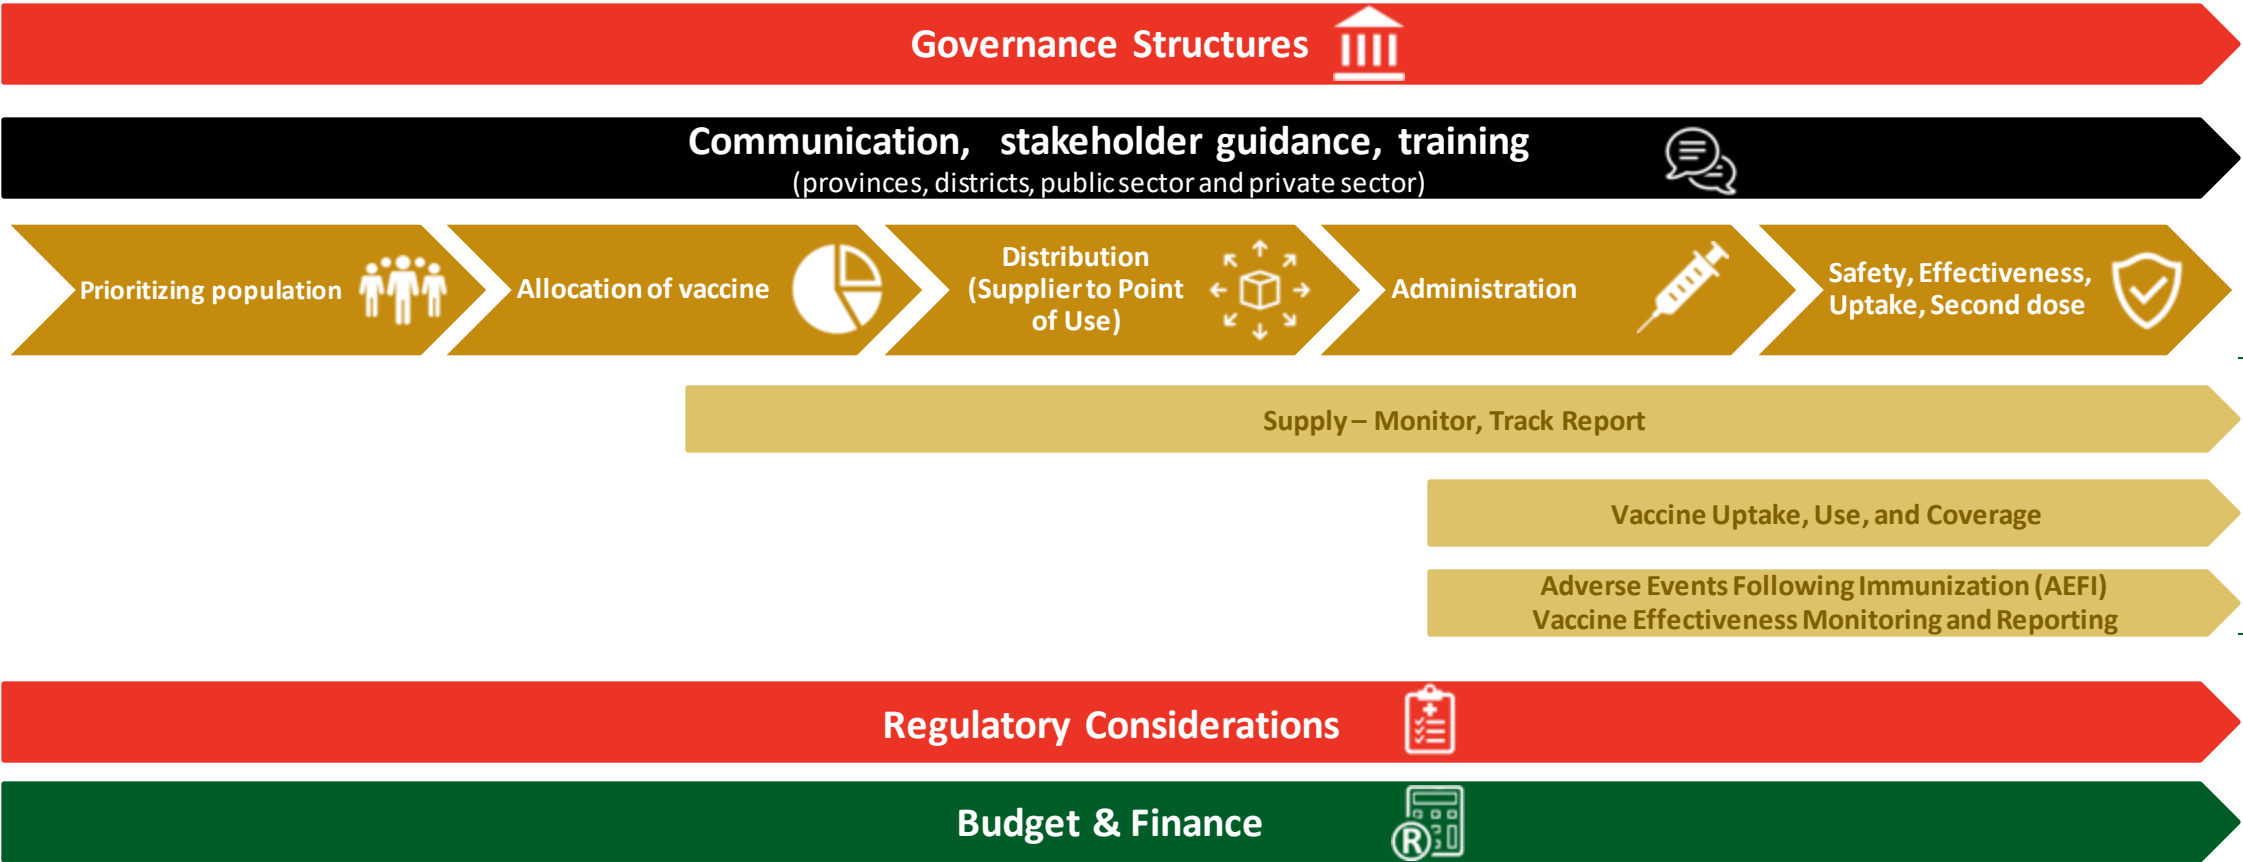 Governance Structures
Communication, stakeholder guidance, training
(provinces, districts, public sector and private sector)
Prioritizing population
Allocation of vaccine
Distribution
(Supplier to Point
of Use)
Administration
Safety, Effectiveness,
Uptake, Second dose
Supply – Monitor, Track Report
Vaccine Uptake, Use, and Coverage
Adverse Events Following Immunization (AEFI)
Vaccine Effectiveness Monitoring and Reporting
Regulatory Considerations
Budget & Finance
R